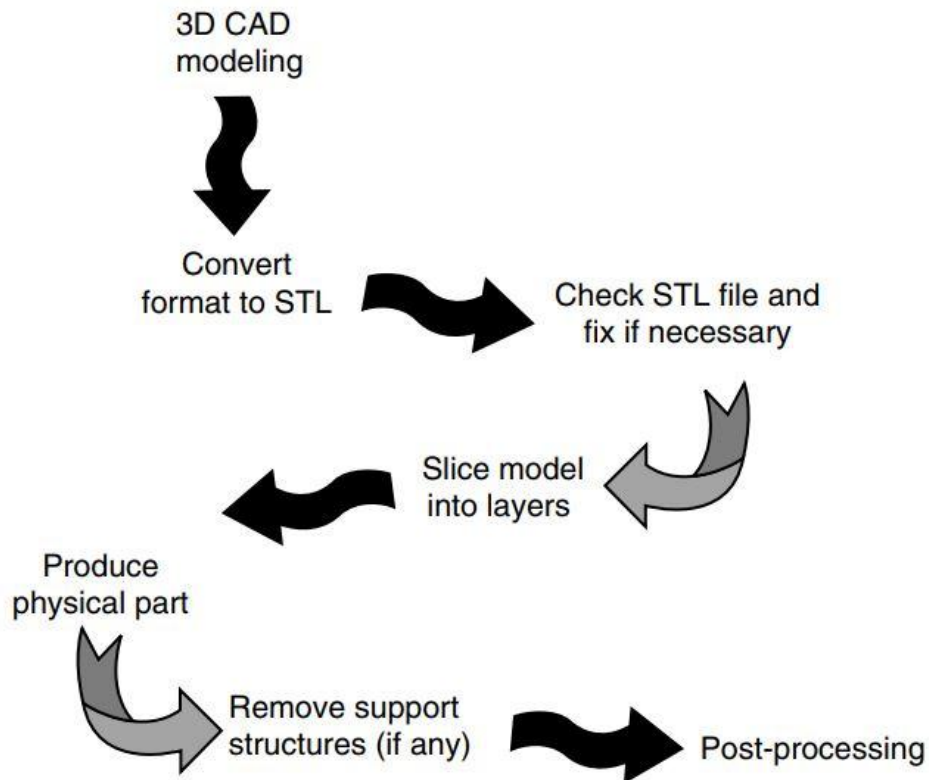 3D CAD
modeling
Convert
format to STL
Check STL file and
fix if necessary
Slice model
into layers
Produce
physical part
Remove support
structures (if any)
Post-processing